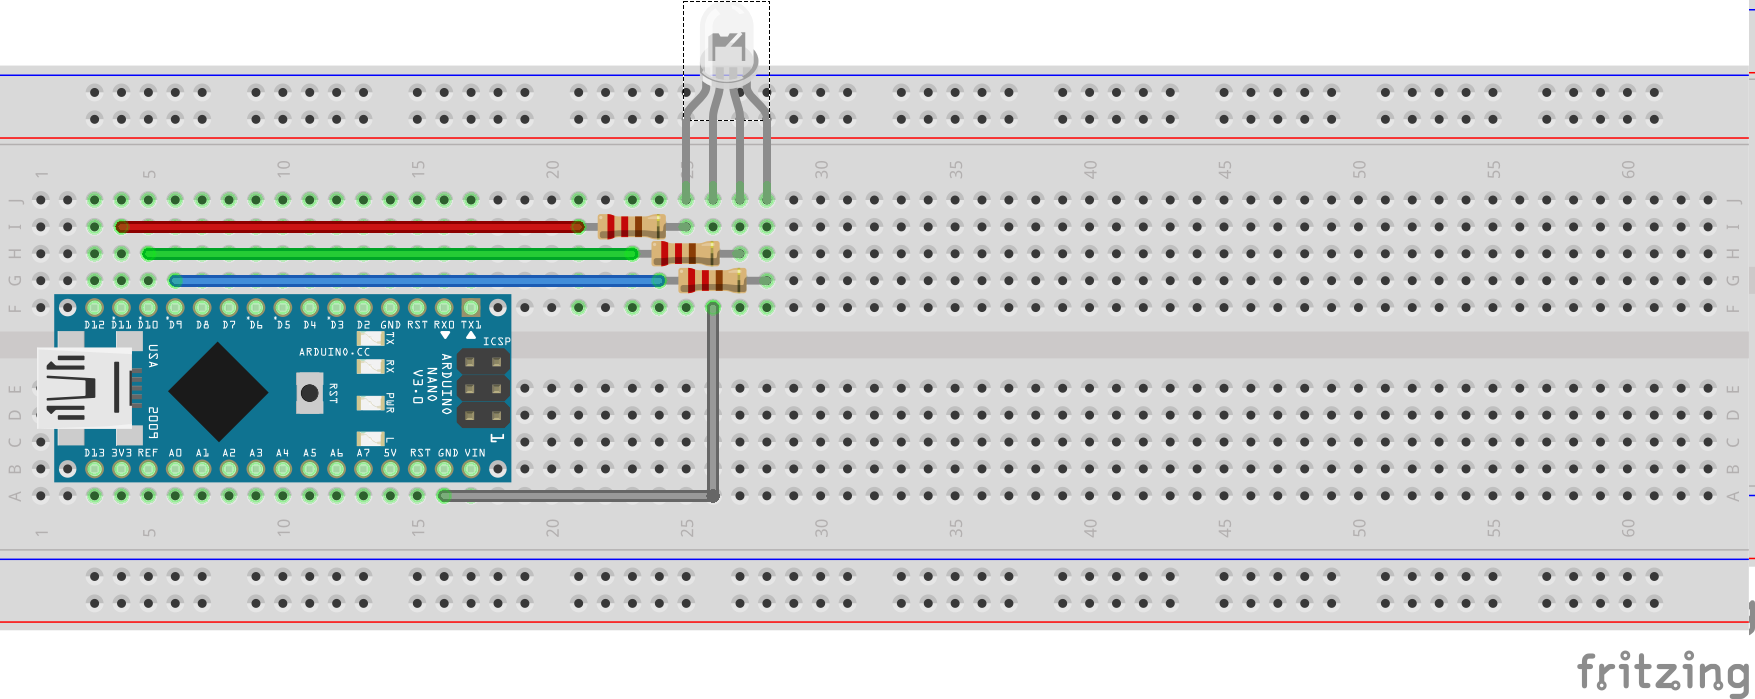 1 5 10 15 20 25 30 35 40 45 50 55 60
J J
I I
H H
G G
F F
D12 D11 D10 D9 D8 D7 D6 D5 D4 D3 D2 GND RST RX0 TX1
ICSP
ARDUINO.CC
TX
RX
PWR
L
RST
USA
2009
ARDUINO
NANO
V3.0
1
D13 3V3 REF A0 A1 A2 A3 A4 A5 A6 A7 5V RST GND VIN
E E
D D
C C
B B
A A
1 5 10 15 20 25 30 35 40 45 50 55 60
fritzing